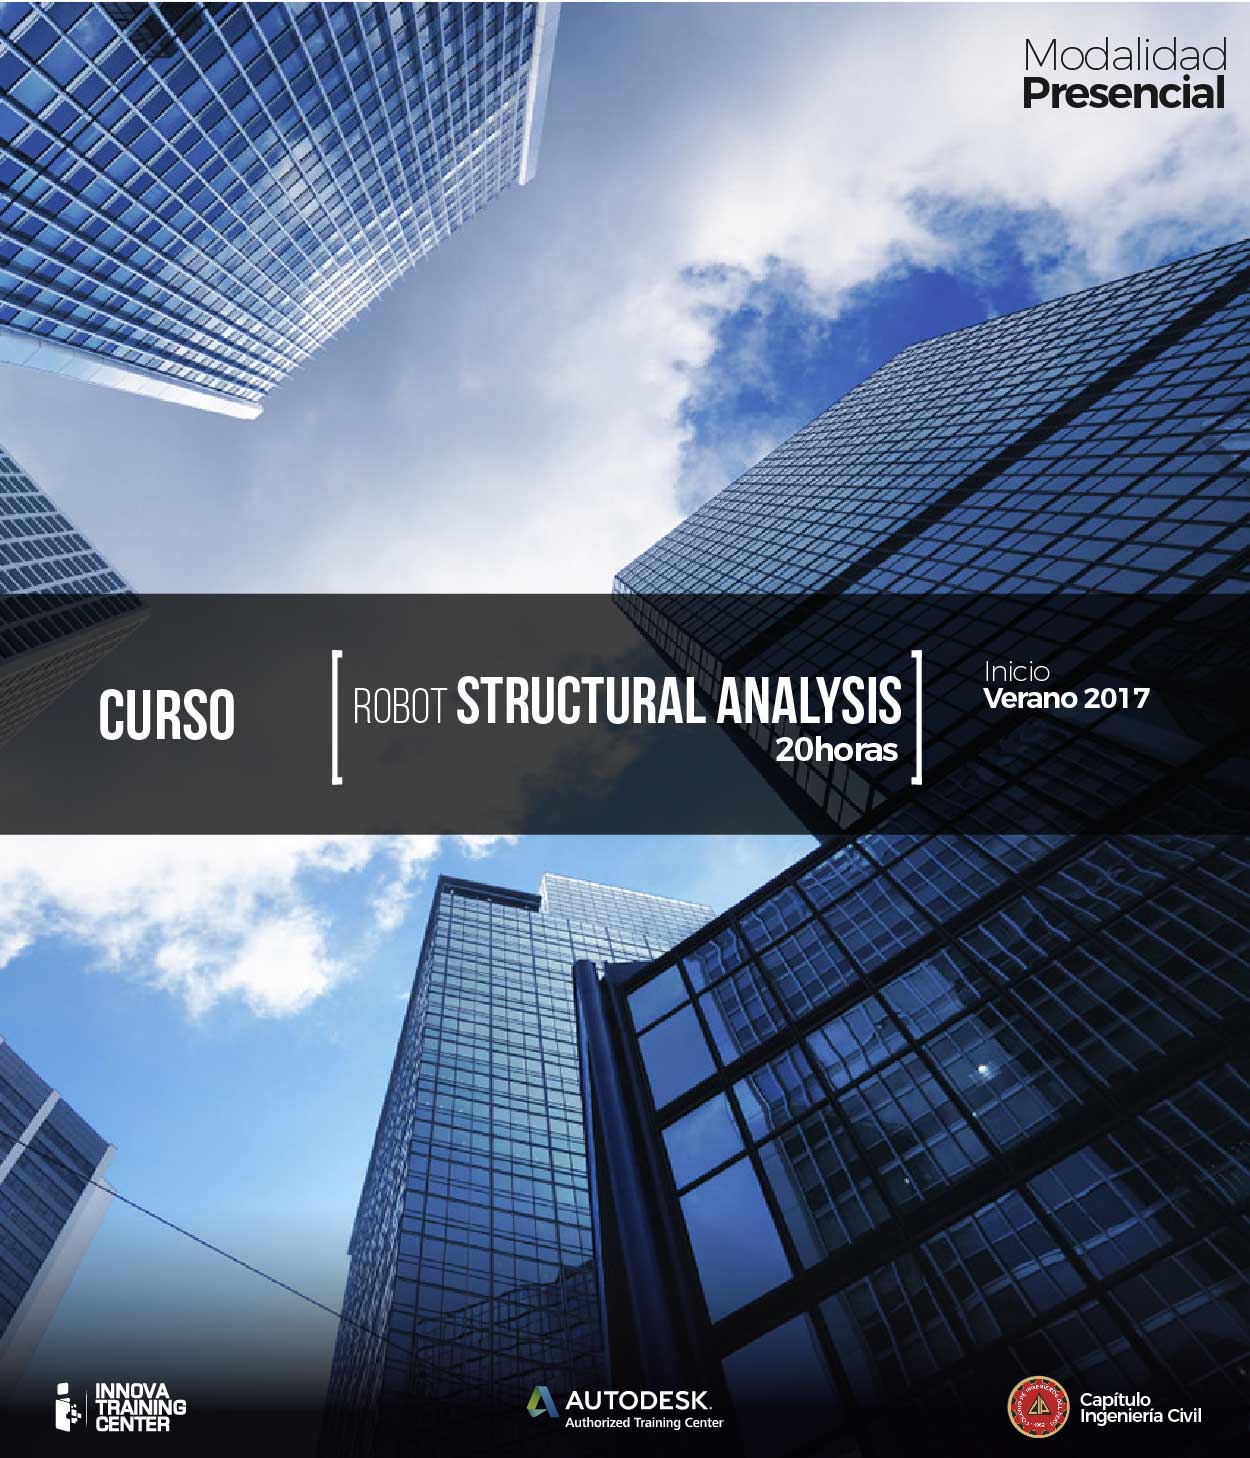 Modalidad
Presencial
CURSO
ROBOT STRUCTURAL ANALYSIS
20horas
Inicio
Verano 2017
INNOVA
TRAINING
CENTER
AUTODESK.
Authorized Training Center
Capítulo
Ingeniería Civil